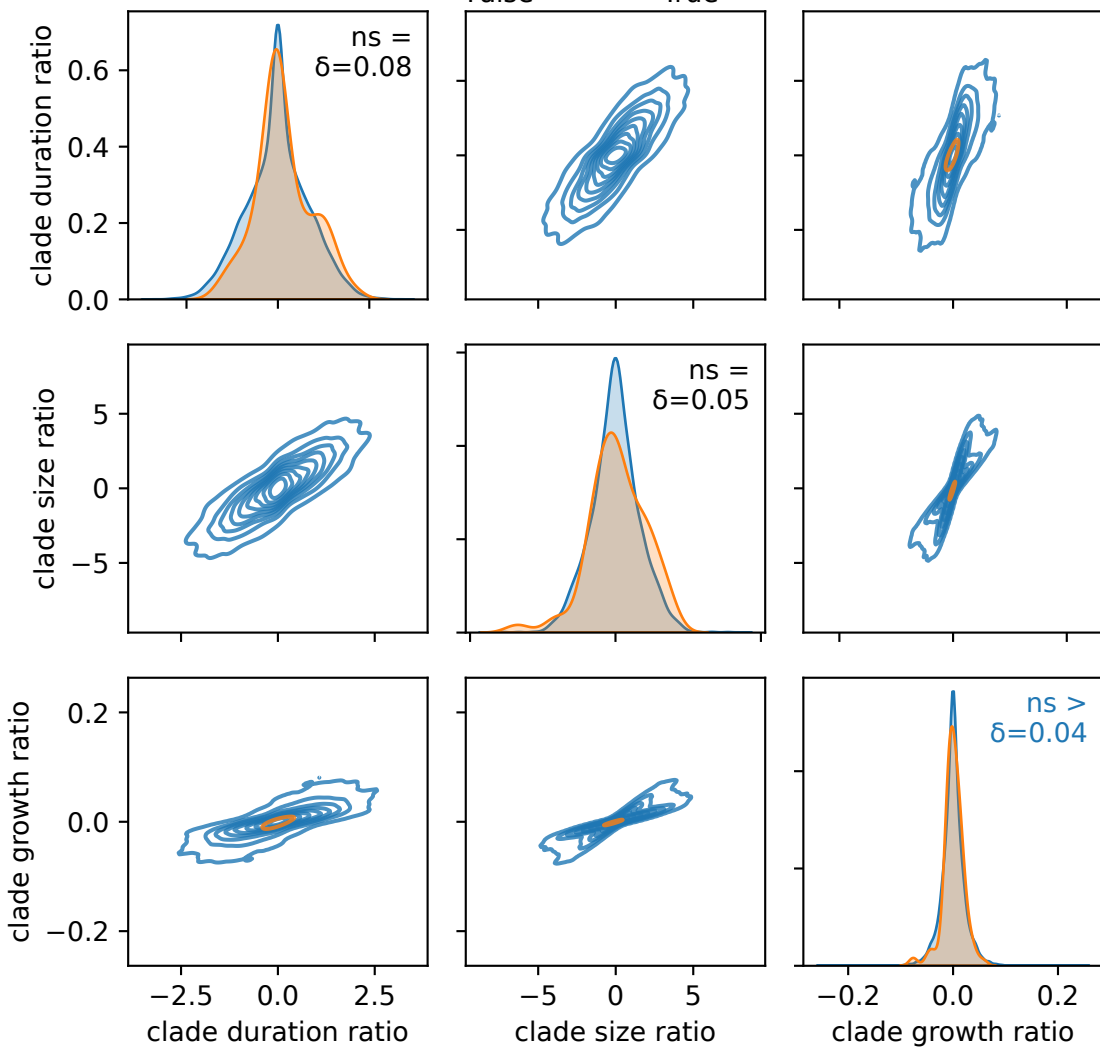 clade duration ratio
0.6
0.4
0.2
0.0
ns =
δ=0.08
clade size ratio
5
0
−5
ns =
δ=0.05
clade growth ratio
0.2
0.0
−0.2
ns >
δ=0.04
−2.5 0.0 2.5
−5 0 5
−0.2 0.0 0.2
clade duration ratio
clade size ratio
clade growth ratio